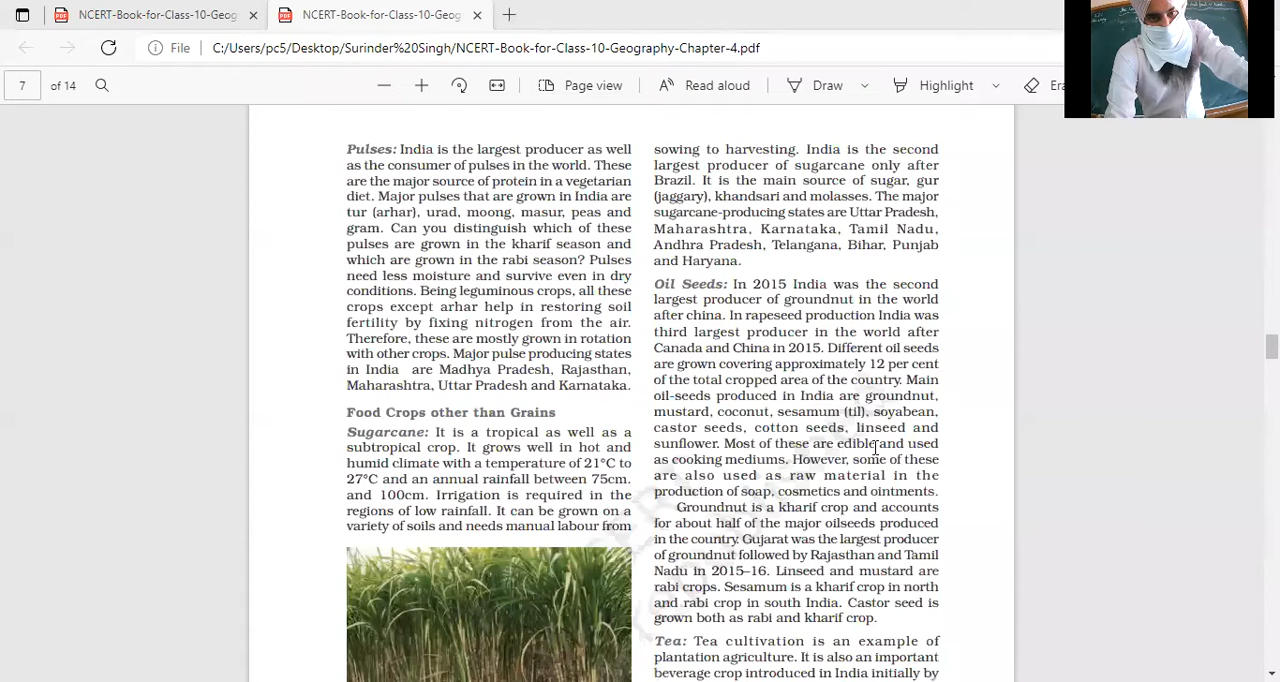 NCERT-Book-for-Class-10-Geog
NCERT-Book-for-Class-10-Geog
File
C:/Users/pc5/Desktop/Surinder%20Singh/NCERT-Book-for-Class-10-Geography-Chapter-4.pdf
7 of 14
Page view
Read aloud
Draw
Highlight
Era
Pulses: India is the largest producer as well
as the consumer of pulses in the world. These
are the major source of protein in a vegetarian
diet. Major pulses that are grown in India are
tur (arhar), urad, moong, masur, peas and
gram. Can you distinguish which of these
pulses are grown in the kharif season and
which are grown in the rabi season? Pulses
need less moisture and survive even in dry
conditions. Being leguminous crops, all these
crops except arhar help in restoring soil
fertility by fixing nitrogen from the air.
Therefore, these are mostly grown in rotation
with other crops. Major pulse producing states
in India are Madhya Pradesh, Rajasthan,
Maharashtra, Uttar Pradesh and Karnataka.
Food Crops other than Grains
Sugarcane: It is a tropical as well as a
subtropical crop. It grows well in hot and
humid climate with a temperature of 21°C to
27°C and an annual rainfall between 75cm.
and 100cm. Irrigation is required in the
regions of low rainfall. It can be grown on a
variety of soils and needs manual labour from
sowing to harvesting. India is the second
largest producer of sugarcane only after
Brazil. It is the main source of sugar, gur
(jaggary), khandsari and molasses. The major
sugarcane-producing states are Uttar Pradesh,
Maharashtra, Karnataka, Tamil Nadu,
Andhra Pradesh, Telangana, Bihar, Punjab
and Haryana.
Oil Seeds: In 2015 India was the second
largest producer of groundnut in the world
after china. In rapeseed production India was
third largest producer in the world after
Canada and China in 2015. Different oil seeds
are grown covering approximately 12 per cent
of the total cropped area of the country. Main
oil-seeds produced in India are groundnut,
mustard, coconut, sesamum (til), soyabean,
castor seeds, cotton seeds, linseed and
sunflower. Most of these are edible and used
as cooking mediums. However, some of these
are also used as raw material in the
production of soap, cosmetics and ointments.
Groundnut is a kharif crop and accounts
for about half of the major oilseeds produced
in the country. Gujarat was the largest producer
of groundnut followed by Rajasthan and Tamil
Nadu in 2015–16. Linseed and mustard are
rabi crops. Sesamum is a kharif crop in north
and rabi crop in south India. Castor seed is
grown both as rabi and kharif crop.
Tea: Tea cultivation is an example of
plantation agriculture. It is also an important
beverage crop introduced in India initially by